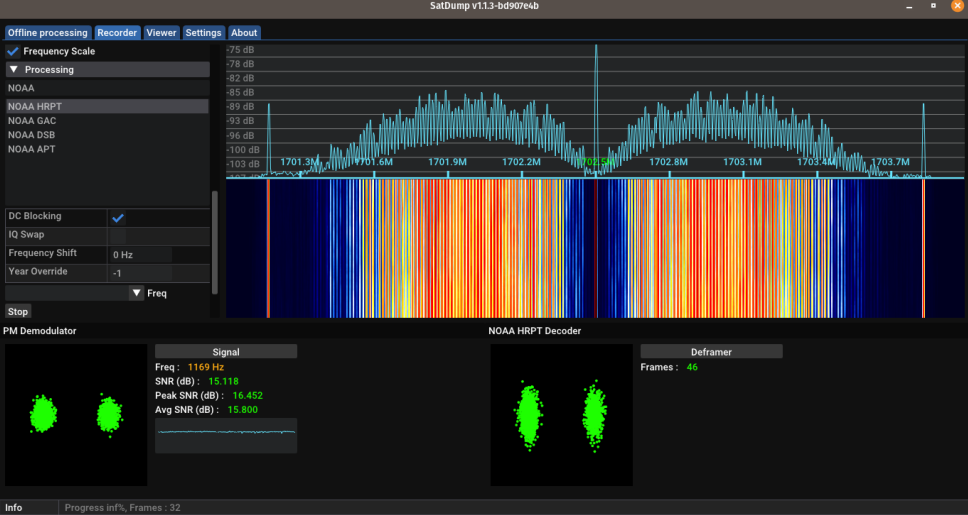 SatDump v1.1.3-bd907e4b
Offline processing Recorder Viewer Settings About
Frequency Scale
Processing
NOAA
NOAA HRPT
NOAA GAC
NOAA DSB
NOAA APT
DC Blocking
IQ Swap
Frequency Shift 0 Hz
Year Override -1
Freq
Stop
-75 dB
-78 dB
-82 dB
-85 dB
-89 dB
-93 dB
-96 dB
-100 dB
-103 dB
-107 dB
1701.3M 1701.6M 1701.9M 1702.2M 1702.5M 1702.8M 1703.1M 1703.4M 1703.7M
PM Demodulator
Signal
Freq : 1169 Hz
SNR (dB) : 15.118
Peak SNR (dB) : 16.452
Avg SNR (dB) : 15.800
NOAA HRPT Decoder
Deframer
Frames : 46
Info Progress inf%, Frames : 32